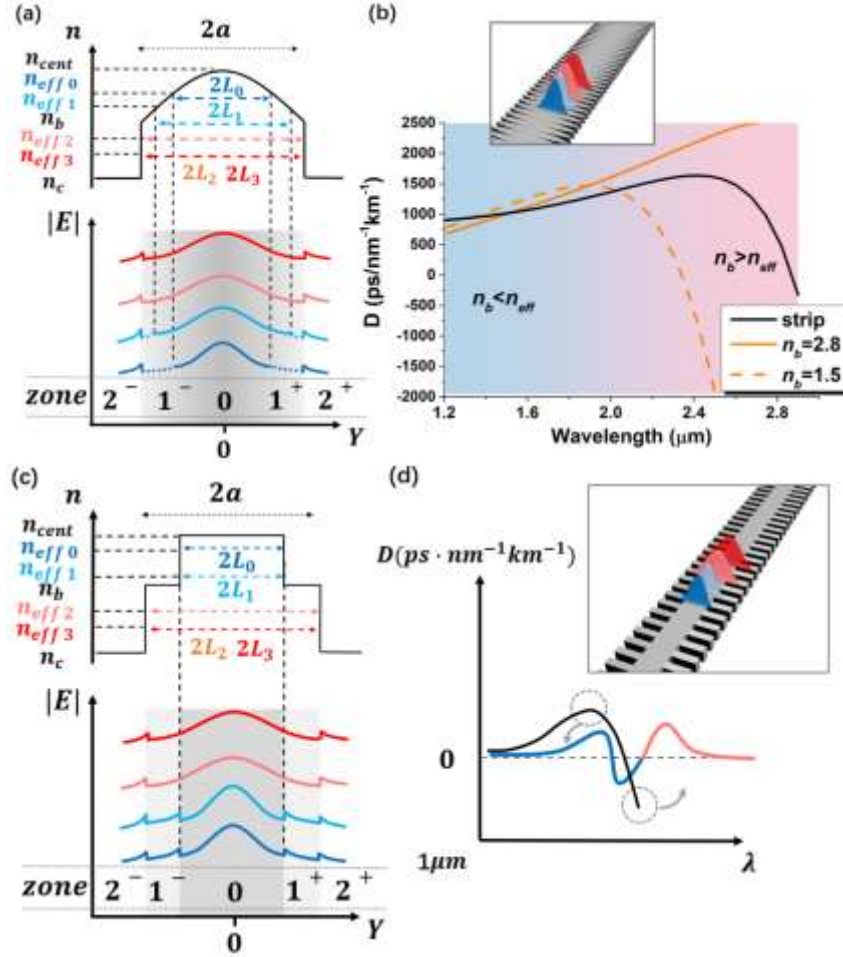 (a)
n
2a
n_cent
n_eff 0
n_eff 1
n_b
n_eff 2
n_eff 3
n_c
2L_0
2L_1
2L_2 2L_3
|E|
zone 2^- 1^- 0 1^+ 2^+
0
Y
(b)
D (ps/nm^-1km^-1)
2500
2000
1500
1000
500
0
-500
-1000
-1500
-2000
n_b<n_eff
n_b>n_eff
strip
n_b=2.8
n_b=1.5
1.2 1.6 2.0 2.4 2.8
Wavelength (μm)
(c)
n
2a
n_cent
n_eff0
n_eff 1
n_b
n_eff 2
n_eff 3
n_c
2L_0
2L_1
2L_2 2L_3
|E|
zone 2^- 1^- 0 1^+ 2^+
0
Y
(d)
D(ps · nm^-1km^-1)
0
1μm
λ